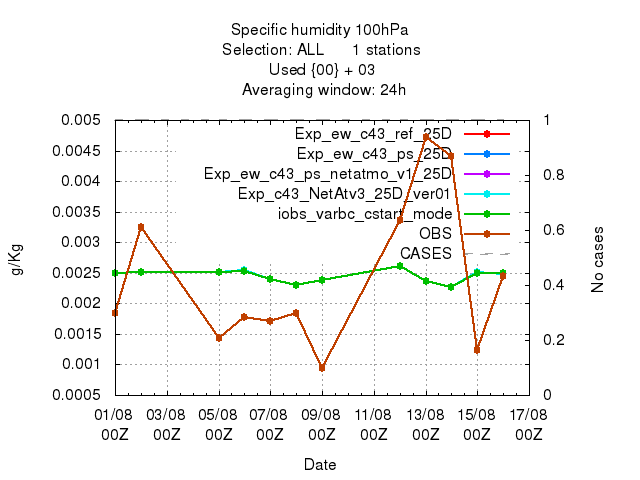 Specific humidity 100hPa
Selection: ALL 1 stations
Used {00} + 03
Averaging window: 24h
0.005
0.0045
0.004
0.0035
0.003
0.0025
0.002
0.0015
0.001
0.0005
g/Kg
1
0.8
0.6
0.4
0.2
0
No cases
Exp_ew_c43_ref_25D
Exp_ew_c43_ps_25D
Exp_ew_c43_ps_netatmo_v1_25D
Exp_c43_NetAtv3_25D_ver01
iobs_varbc_cstart_mode
OBS
CASES
01/08 03/08 05/08 07/08 09/08 11/08 13/08 15/08 17/08
00Z 00Z 00Z 00Z 00Z 00Z 00Z 00Z 00Z
Date